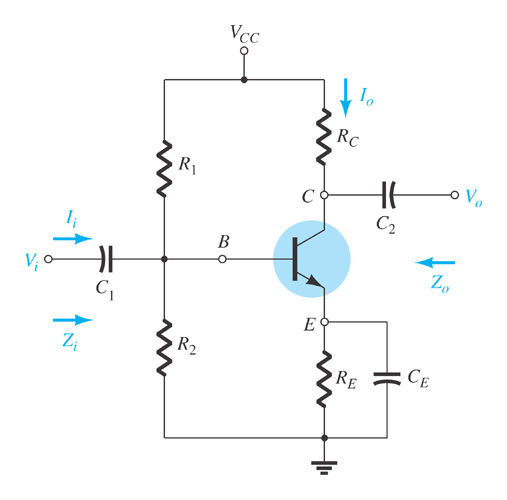 V_CC
I_o
R_C
R_1
C
V_o
C_2
I_i
B
V_i
C_1
Z_o
Z_i
R_2
E
R_E
C_E